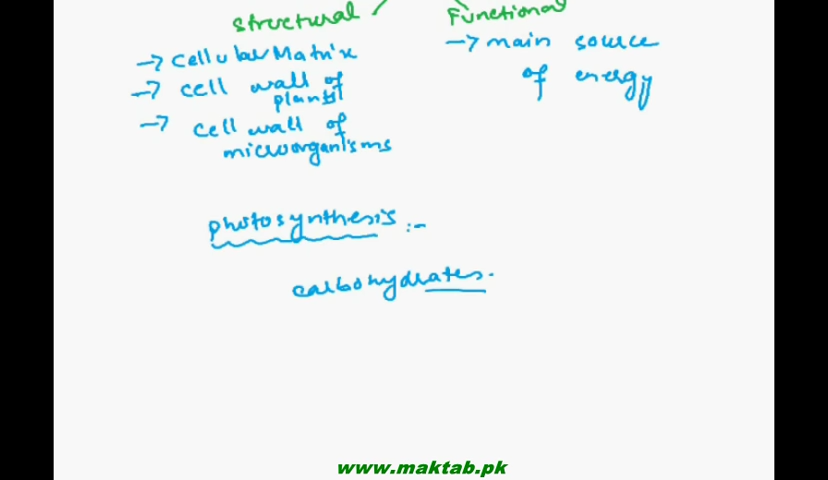 structural
Functional
→ Cellular Matrix
→ main source
→ cell wall of
of energy
plants
→ cell wall of
microorganisms
photosynthesis :-
carbohydrates.
www.maktab.pk